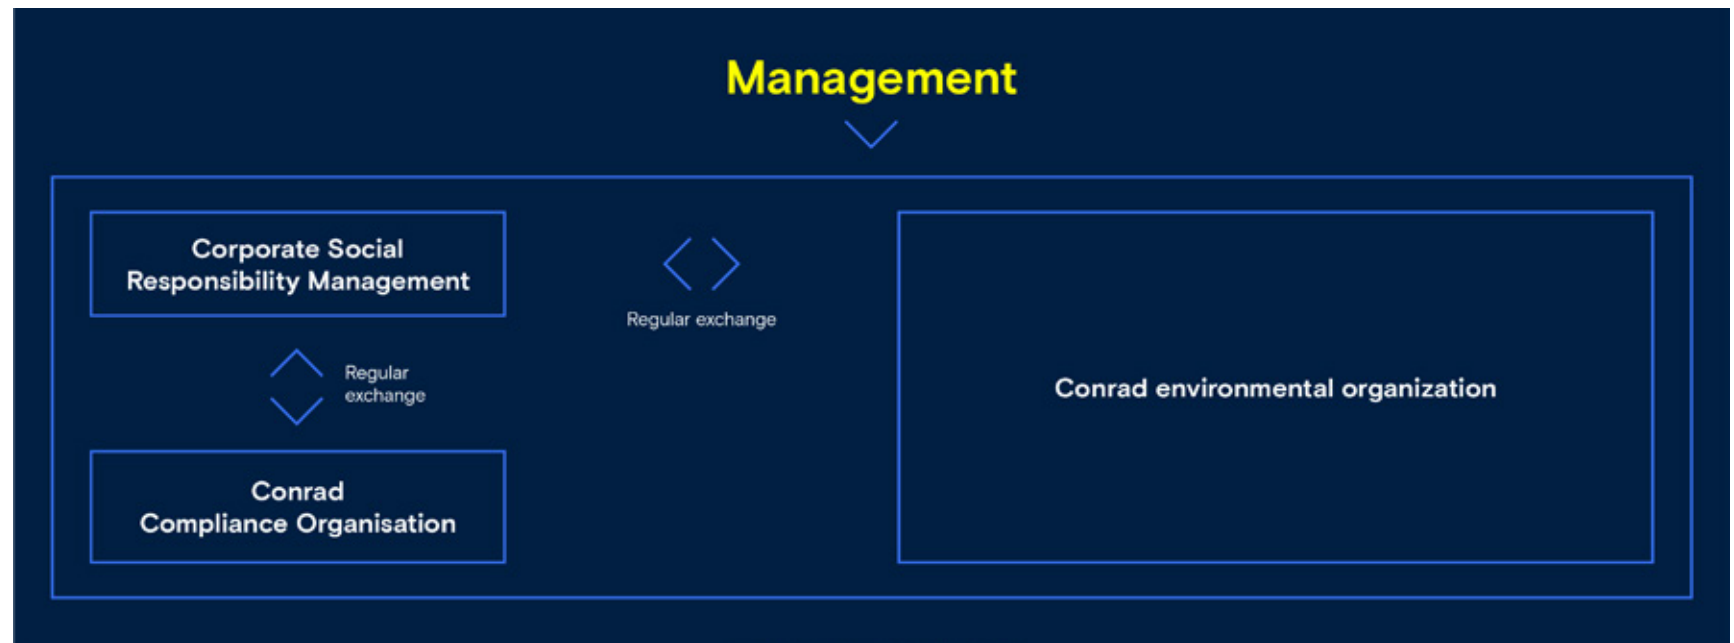 Management
Corporate Social
Responsibility Management
Regular exchange
Regular
exchange
Conrad environmental organization
Conrad
Compliance Organisation